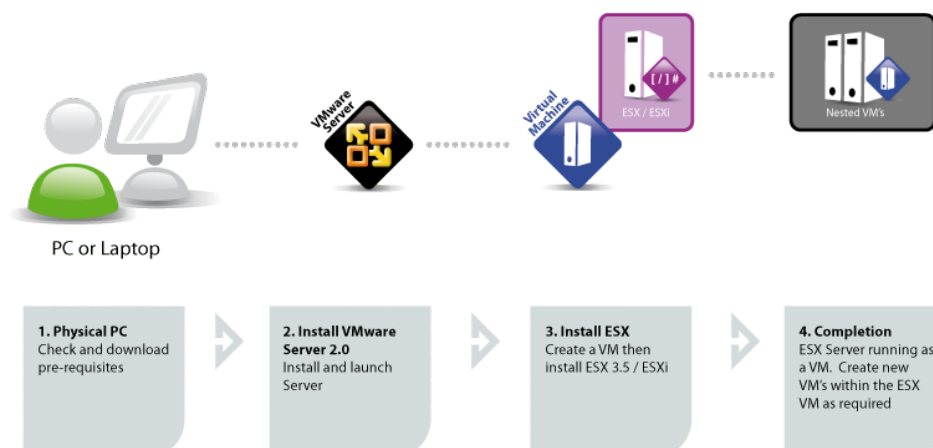 VMware
Server
Virtual
Machine
[/]#
ESX / ESXi
Nested VM's
PC or Laptop
1. Physical PC
Check and download
pre-requisites
2. Install VMware
Server 2.0
Install and launch
Server
3. Install ESX
Create a VM then
install ESX 3.5 / ESXi
4. Completion
ESX Server running as
a VM.  Create new
VM's within the ESX
VM as required